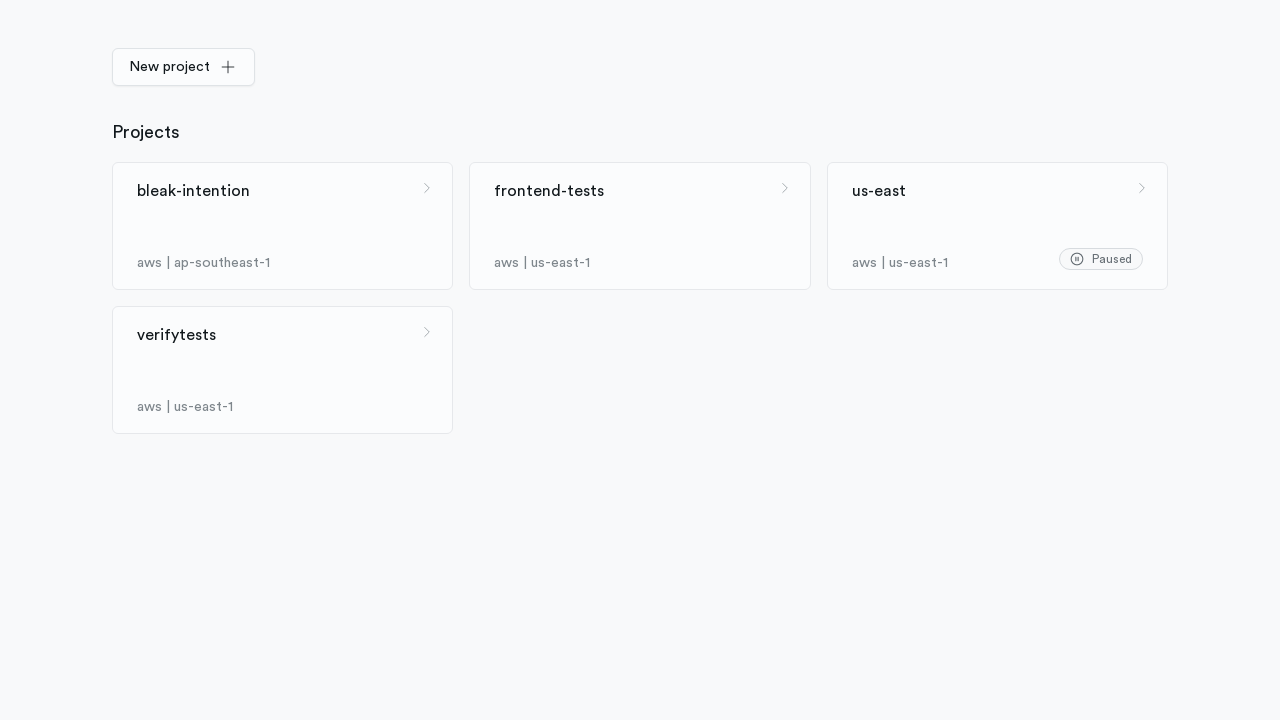 New project
Projects
bleak-intention
aws | ap-southeast-1
frontend-tests
aws | us-east-1
us-east
aws | us-east-1
Paused
verifytests
aws | us-east-1